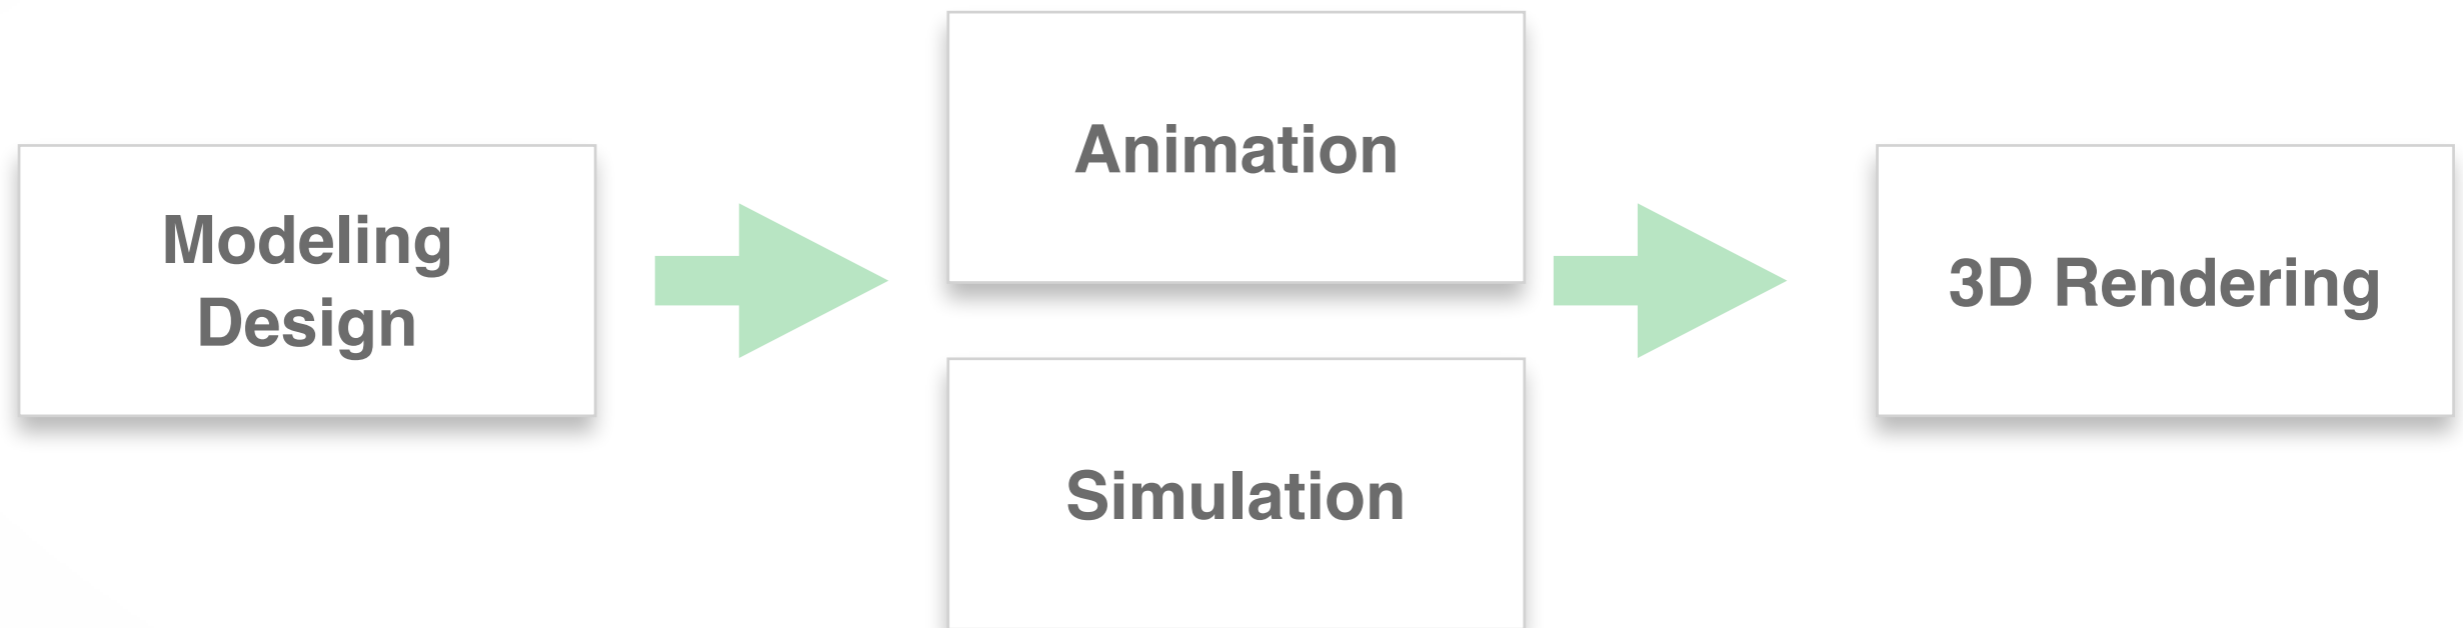 Modeling
Design
Animation
Simulation
3D Rendering